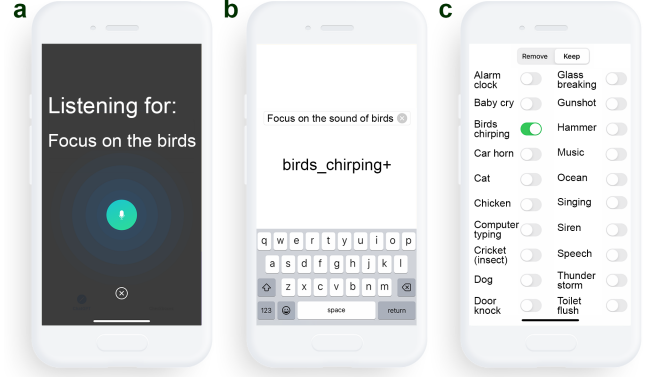 a
Listening for:
Focus on the birds
b
Focus on the sound of birds
birds_chirping+
q w e r t y u i o p
a s d f g h j k l
z x c v b n m
123 space return
c
Remove Keep
Alarm
clock
Glass
breaking
Baby cry
Gunshot
Birds
chirping
Hammer
Car horn
Music
Cat
Ocean
Chicken
Singing
Computer
typing
Siren
Cricket
(insect)
Speech
Dog
Thunder
storm
Door
knock
Toilet
flush